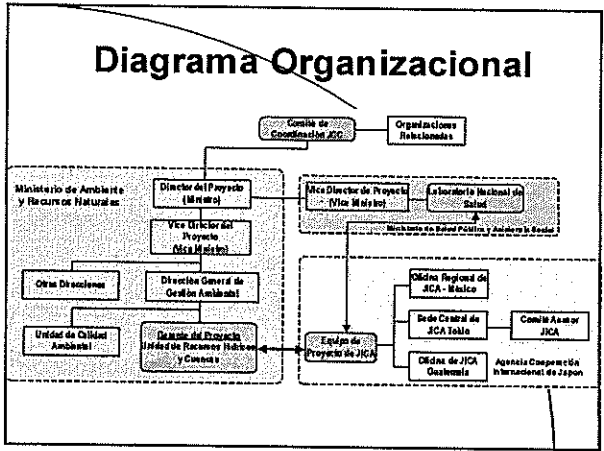 Diagrama Organizacional
Comité de
Coordinación JCC
Organizaciones
Relacionadas
Ministerio de Ambiente
y Recursos Naturales
Director del Proyecto
(Ministro)
Vice Director de Proyecto
- (Vice Ministro)
Laboratorio Nacional de
Salud
Vice Director del
Proyecto
(Vice Ministro)
Ministerio de Salud Pública y Asistencia Social
Otras Direcciones
Dirección General de
Gestión Ambiental
Oficina Regional de
JICA - México
Sede Central de
JICA Tokio
Comité Asesor
JICA
Unidad de Calidad
Ambiental
Gerente del Proyecto
Unidad de Recursos Hídricos
y Cuencas
Equipo de
Proyecto de JICA
Oficina de JICA
Guatemala
Agencia Cooperación
Internacional de Japon